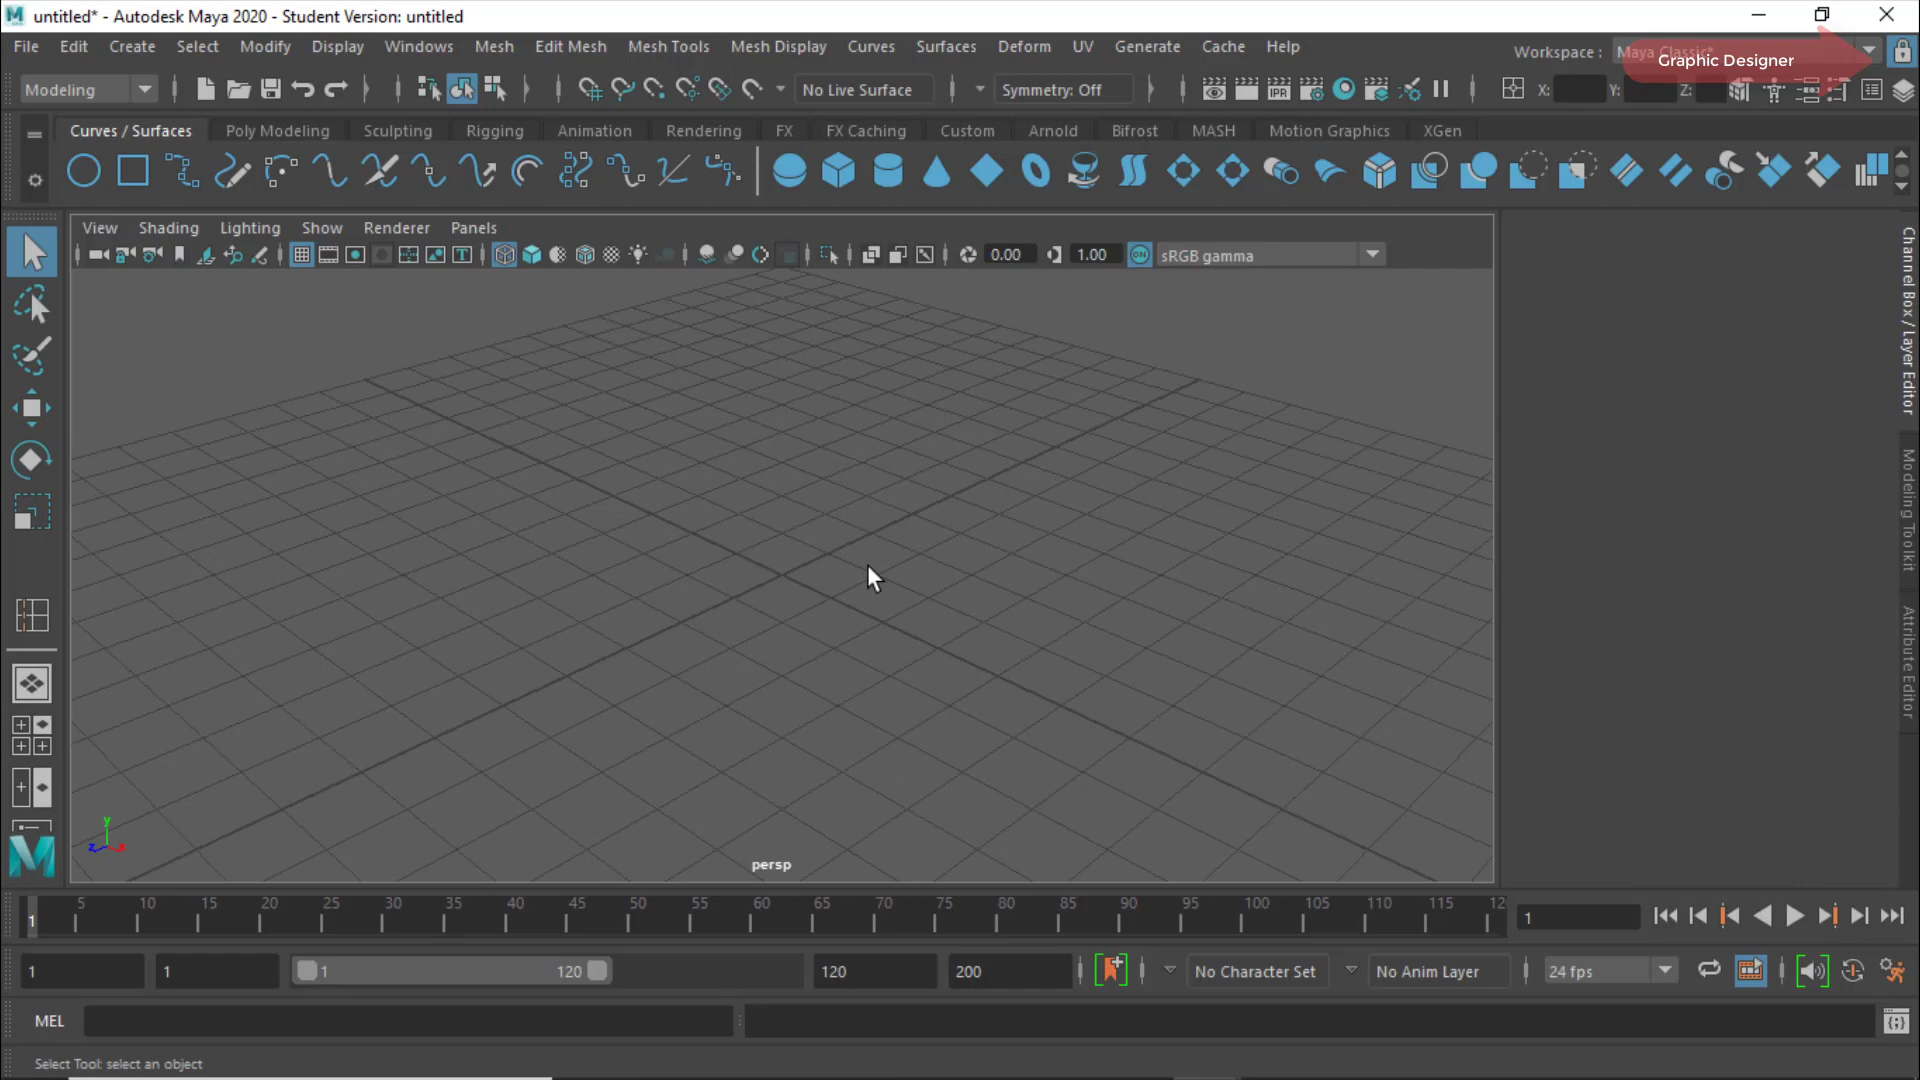 untitled* - Autodesk Maya 2020 - Student Version: untitled
File Edit Create Select Modify Display Windows Mesh Edit Mesh Mesh Tools Mesh Display Curves Surfaces Deform UV Generate Cache Help
Workspace : Maya Classic*
Graphic Designer
Modeling No Live Surface Symmetry: Off IPR X: Y: Z:
Curves / Surfaces Poly Modeling Sculpting Rigging Animation Rendering FX FX Caching Custom Arnold Bifrost MASH Motion Graphics XGen
View Shading Lighting Show Renderer Panels
T 0.00 1.00 ON sRGB gamma
Channel Box / Layer Editor
Modeling Toolkit
Attribute Editor
y
z x
persp
M
5 10 15 20 25 30 35 40 45 50 55 60 65 70 75 80 85 90 95 100 105 110 115 12
1 1
1 1 1 120 120 200 No Character Set No Anim Layer 24 fps
MEL
Select Tool: select an object